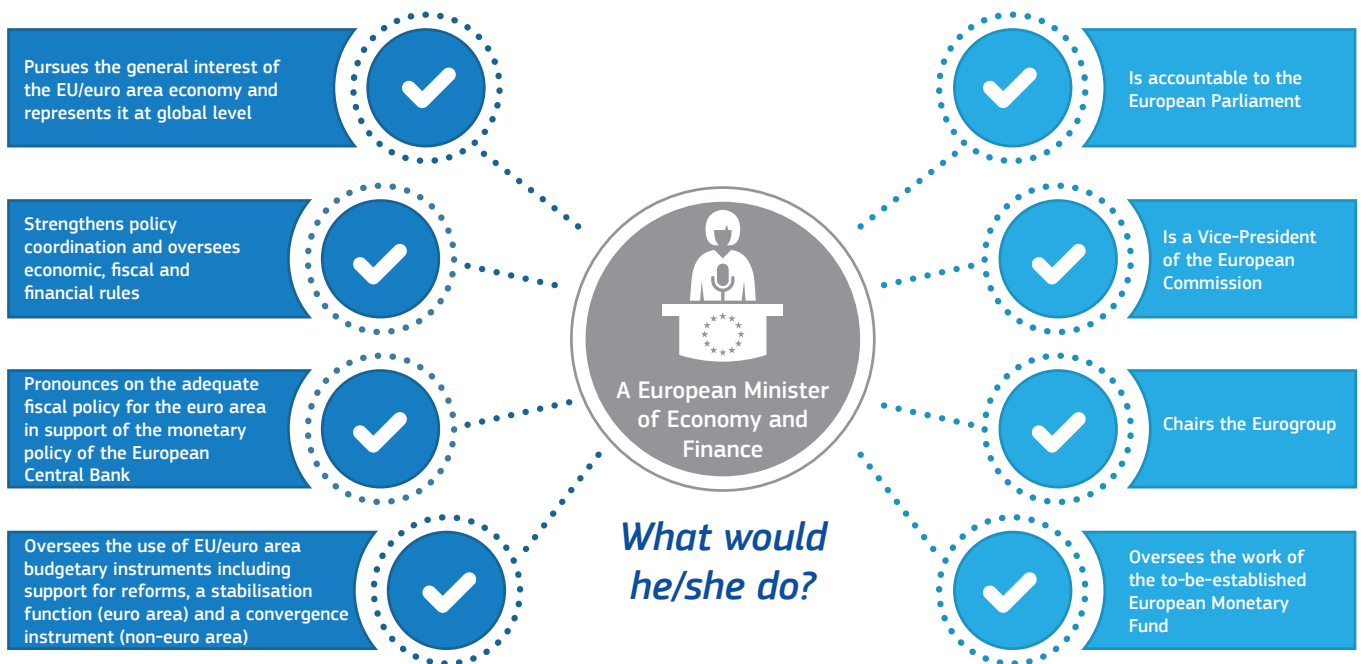 Pursues the general interest of
the EU/euro area economy and
represents it at global level
Strengthens policy
coordination and oversees
economic, fiscal and
financial rules
Pronounces on the adequate
fiscal policy for the euro area
in support of the monetary
policy of the European
Central Bank
Oversees the use of EU/euro area
budgetary instruments including
support for reforms, a stabilisation
function (euro area) and a convergence
instrument (non-euro area)
A European Minister
of Economy and
Finance
What would
he/she do?
Is accountable to the
European Parliament
Is a Vice-President
of the European
Commission
Chairs the Eurogroup
Oversees the work of
the to-be-established
European Monetary
Fund